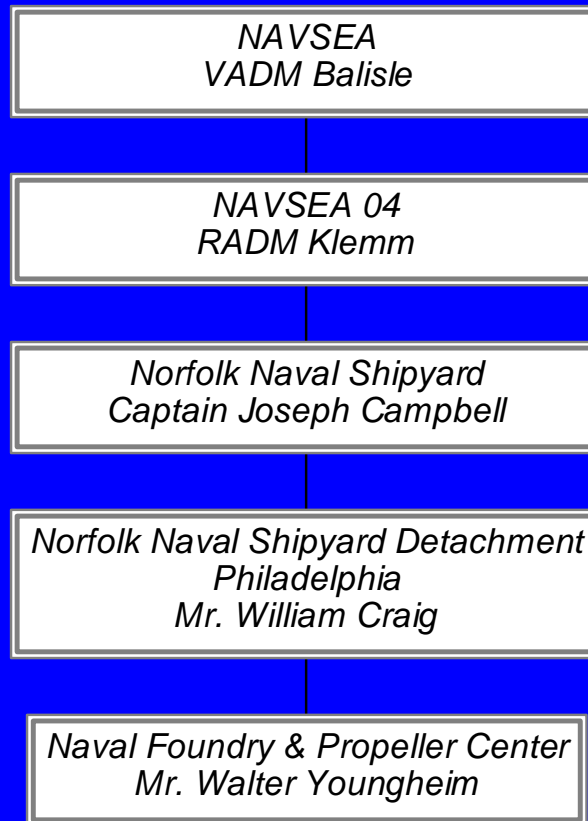 NAVSEA
VADM Balisle
NAVSEA 04
RADM Klemm
Norfolk Naval Shipyard
Captain Joseph Campbell
Norfolk Naval Shipyard Detachment
Philadelphia
Mr. William Craig
Naval Foundry & Propeller Center
Mr. Walter Youngheim